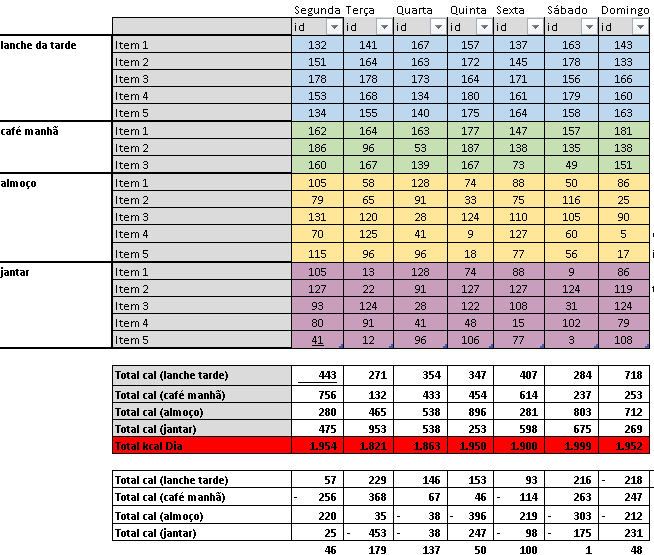 Segunda Terça Quarta Quinta Sexta Sábado Domingo
id id id id id id id
lanche da tarde Item 1 132 141 167 157 137 163 143
Item 2 151 164 163 172 145 178 133
Item 3 178 178 173 164 171 156 166
Item 4 153 168 134 180 161 179 160
Item 5 134 155 140 175 164 158 163
café manhã Item 1 162 164 163 177 147 157 181
Item 2 186 96 53 187 138 135 138
Item 3 160 167 139 167 73 49 151
almoço Item 1 105 58 128 74 88 50 86
Item 2 79 65 91 33 75 116 25
Item 3 131 120 28 124 110 105 90
Item 4 70 125 41 9 127 60 5
Item 5 115 96 96 18 77 56 17
jantar Item 1 105 13 128 74 88 9 86
Item 2 127 22 91 127 127 124 119
Item 3 93 124 28 122 108 31 124
Item 4 80 91 41 48 15 102 79
Item 5 41 12 96 106 77 3 108
Total cal (lanche tarde) 443 271 354 347 407 284 718
Total cal (café manhã) 756 132 433 454 614 237 253
Total cal (almoço) 280 465 538 896 281 803 712
Total cal (jantar) 475 953 538 253 598 675 269
Total kcal Dia 1.954 1.821 1.863 1.950 1.900 1.999 1.952
Total cal (lanche tarde) 57 229 146 153 93 216 - 218
Total cal (café manhã) - 256 368 67 46 - 114 263 247
Total cal (almoço) 220 35 - 38 - 396 219 - 303 - 212
Total cal (jantar) 25 - 453 - 38 247 - 98 - 175 231
46 179 137 50 100 1 48